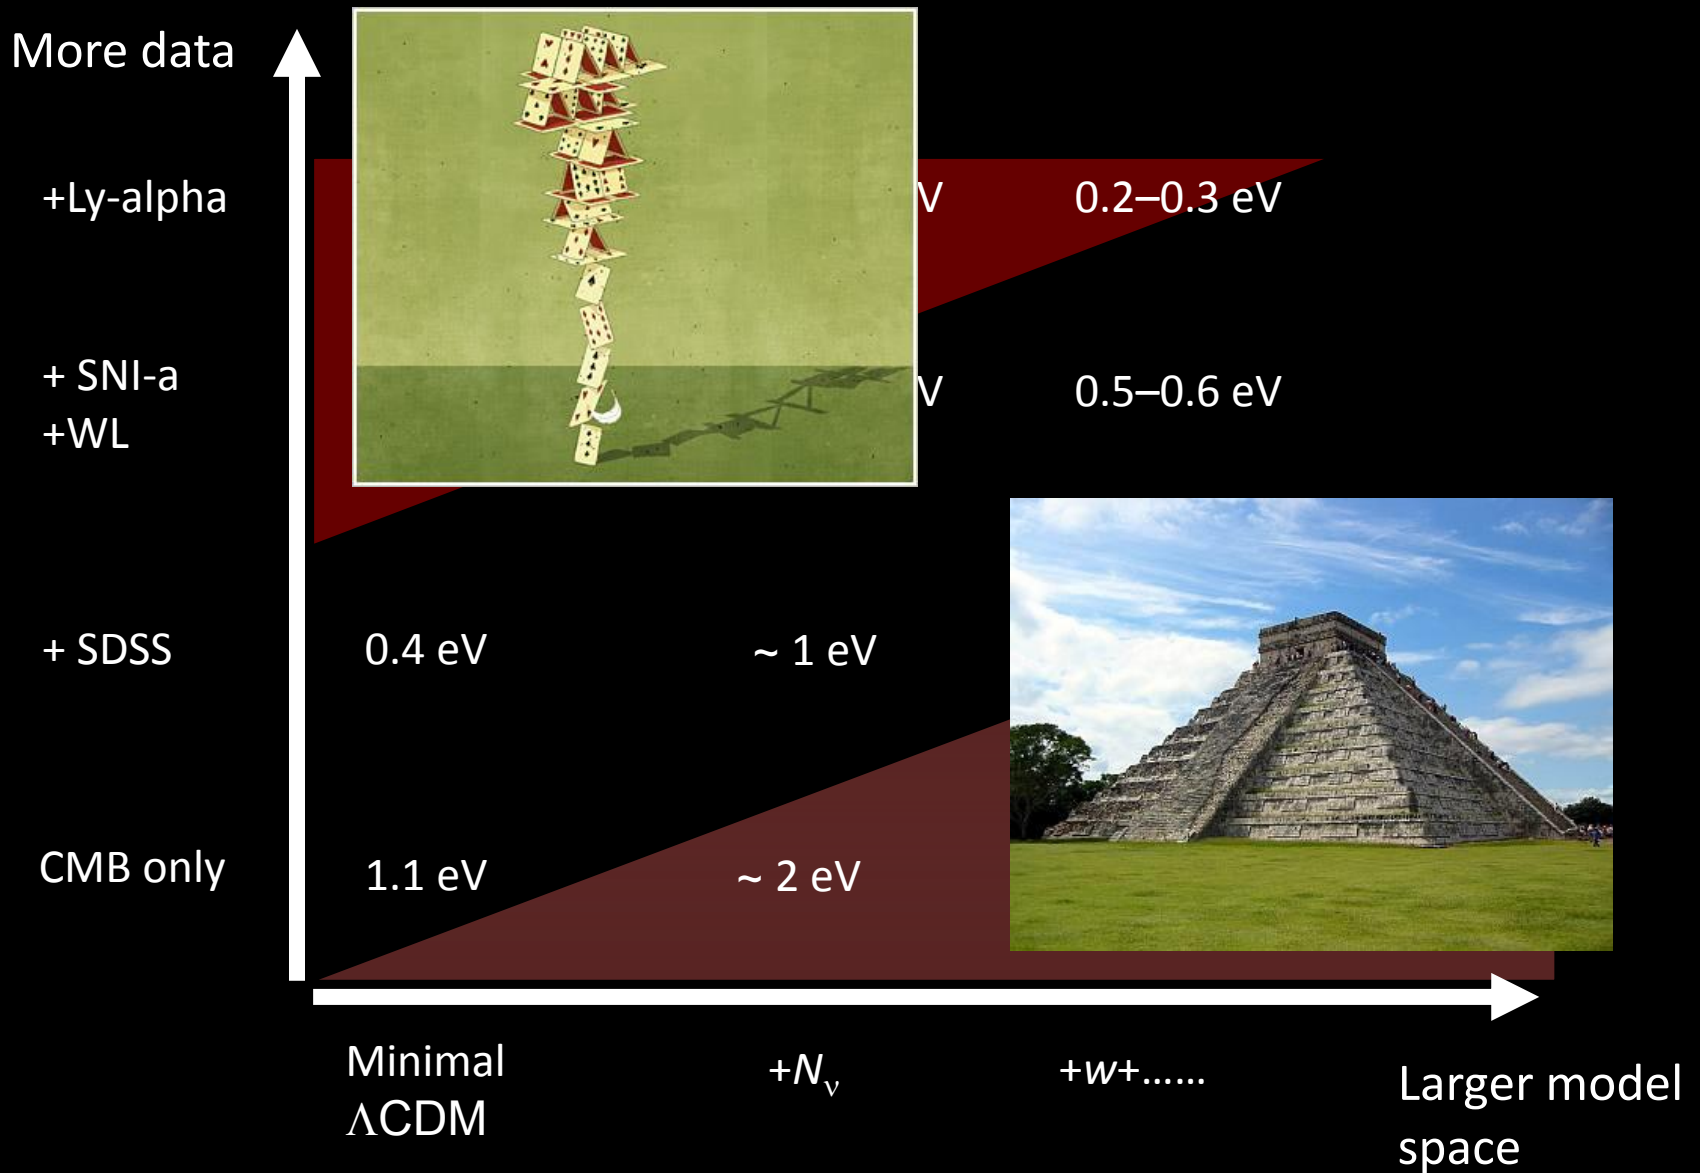 More data
+Ly-alpha V 0.2–0.3 eV
+ SNI-a
+WL V 0.5–0.6 eV
+ SDSS 0.4 eV ~ 1 eV
CMB only 1.1 eV ~ 2 eV
Minimal +Nν +w+......
ΛCDM
Larger model
space